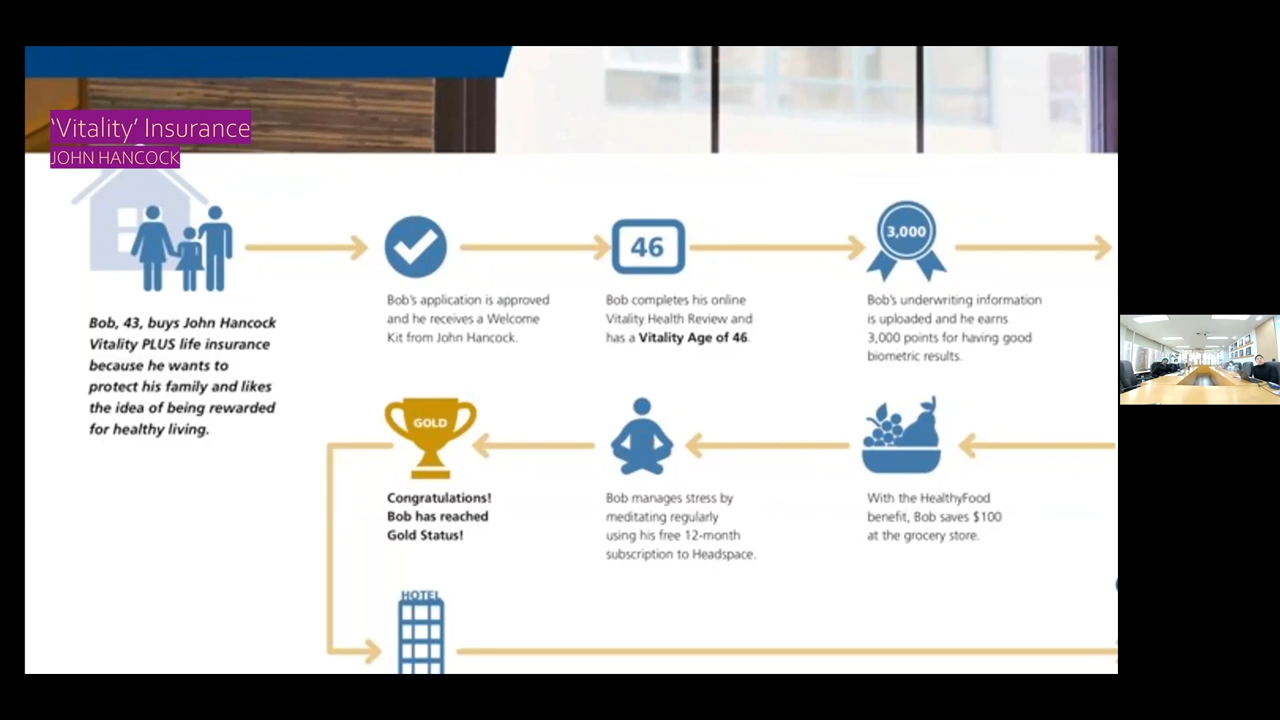 ‘Vitality’ Insurance
JOHN HANCOCK
Bob, 43, buys John Hancock
Vitality PLUS life insurance
because he wants to
protect his family and likes
the idea of being rewarded
for healthy living.
Bob’s application is approved
and he receives a Welcome
Kit from John Hancock.
46
Bob completes his online
Vitality Health Review and
has a Vitality Age of 46.
3,000
Bob’s underwriting information
is uploaded and he earns
3,000 points for having good
biometric results.
GOLD
Congratulations!
Bob has reached
Gold Status!
Bob manages stress by
meditating regularly
using his free 12-month
subscription to Headspace.
With the HealthyFood
benefit, Bob saves $100
at the grocery store.
HOTEL